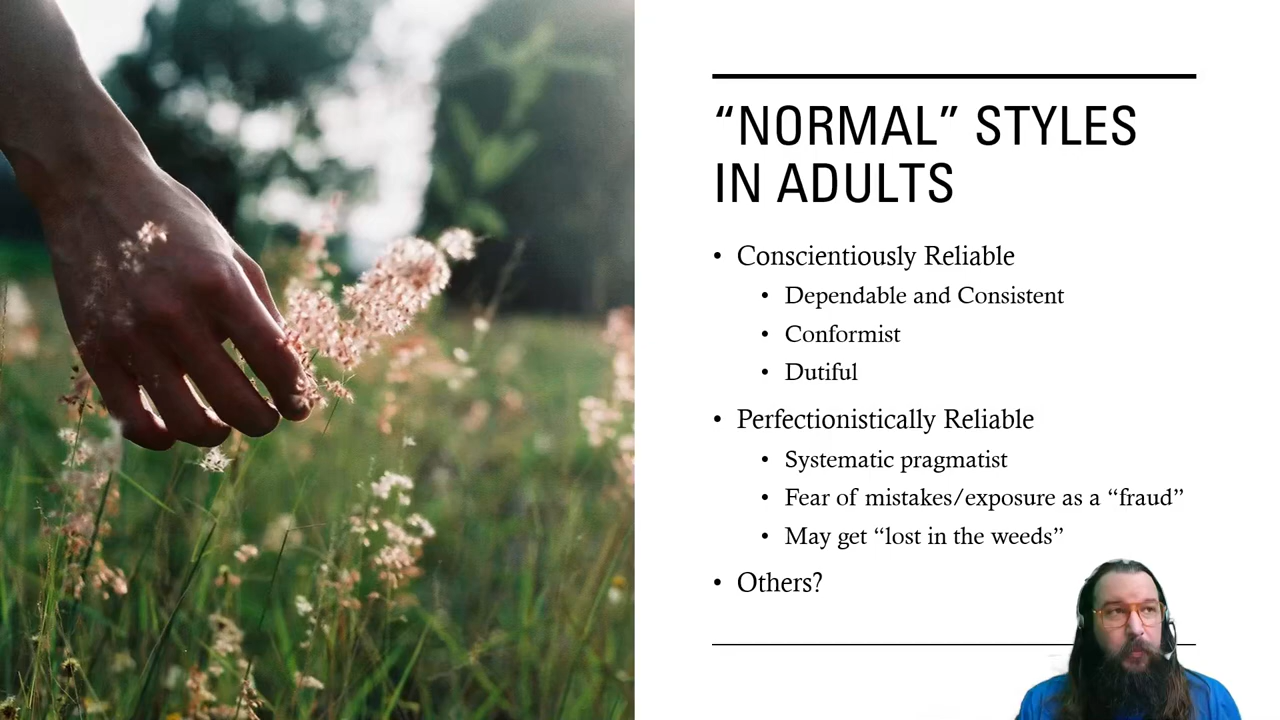 “NORMAL” STYLES
IN ADULTS
• Conscientiously Reliable
• Dependable and Consistent
• Conformist
• Dutiful
• Perfectionistically Reliable
• Systematic pragmatist
• Fear of mistakes/exposure as a “fraud”
• May get “lost in the weeds”
• Others?